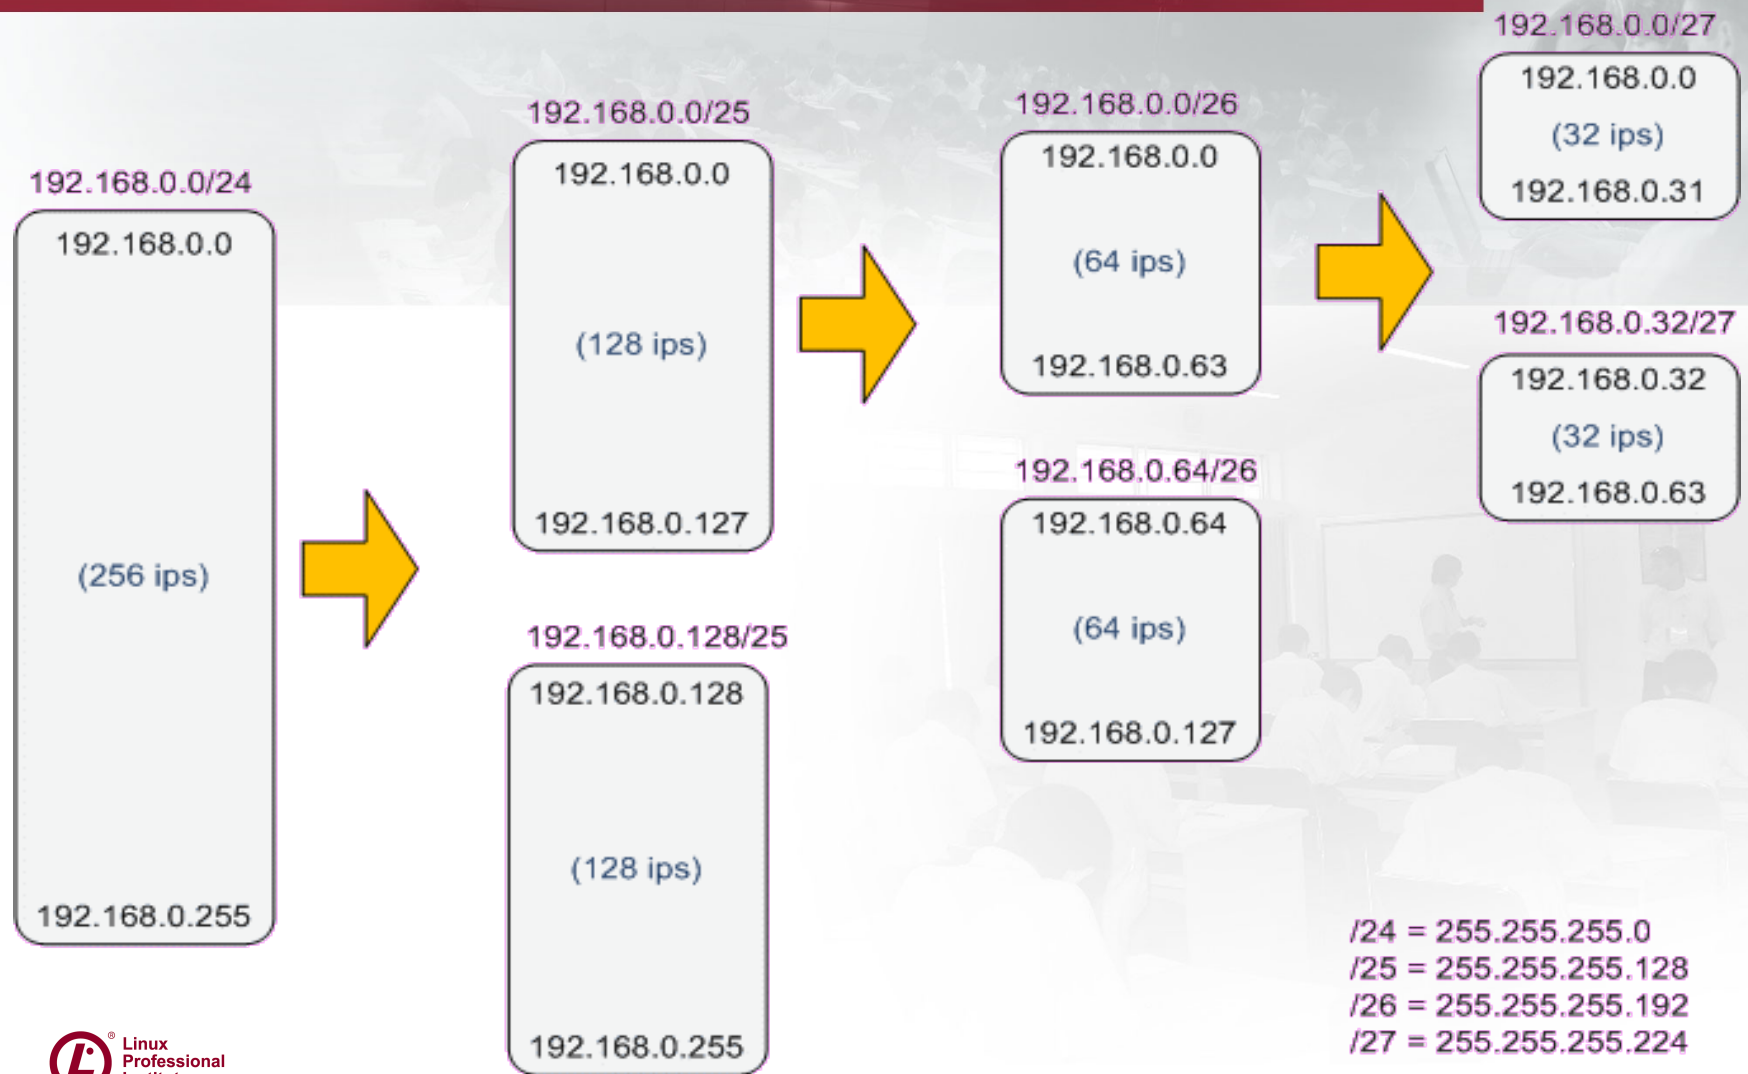 192.168.0.0/24
192.168.0.0
(256 ips)
192.168.0.255
192.168.0.0/25
192.168.0.0
(128 ips)
192.168.0.127
192.168.0.128/25
192.168.0.128
(128 ips)
192.168.0.255
192.168.0.0/26
192.168.0.0
(64 ips)
192.168.0.63
192.168.0.64/26
192.168.0.64
(64 ips)
192.168.0.127
192.168.0.0/27
192.168.0.0
(32 ips)
192.168.0.31
192.168.0.32/27
192.168.0.32
(32 ips)
192.168.0.63
/24 = 255.255.255.0
/25 = 255.255.255.128
/26 = 255.255.255.192
/27 = 255.255.255.224
Linux
Professional